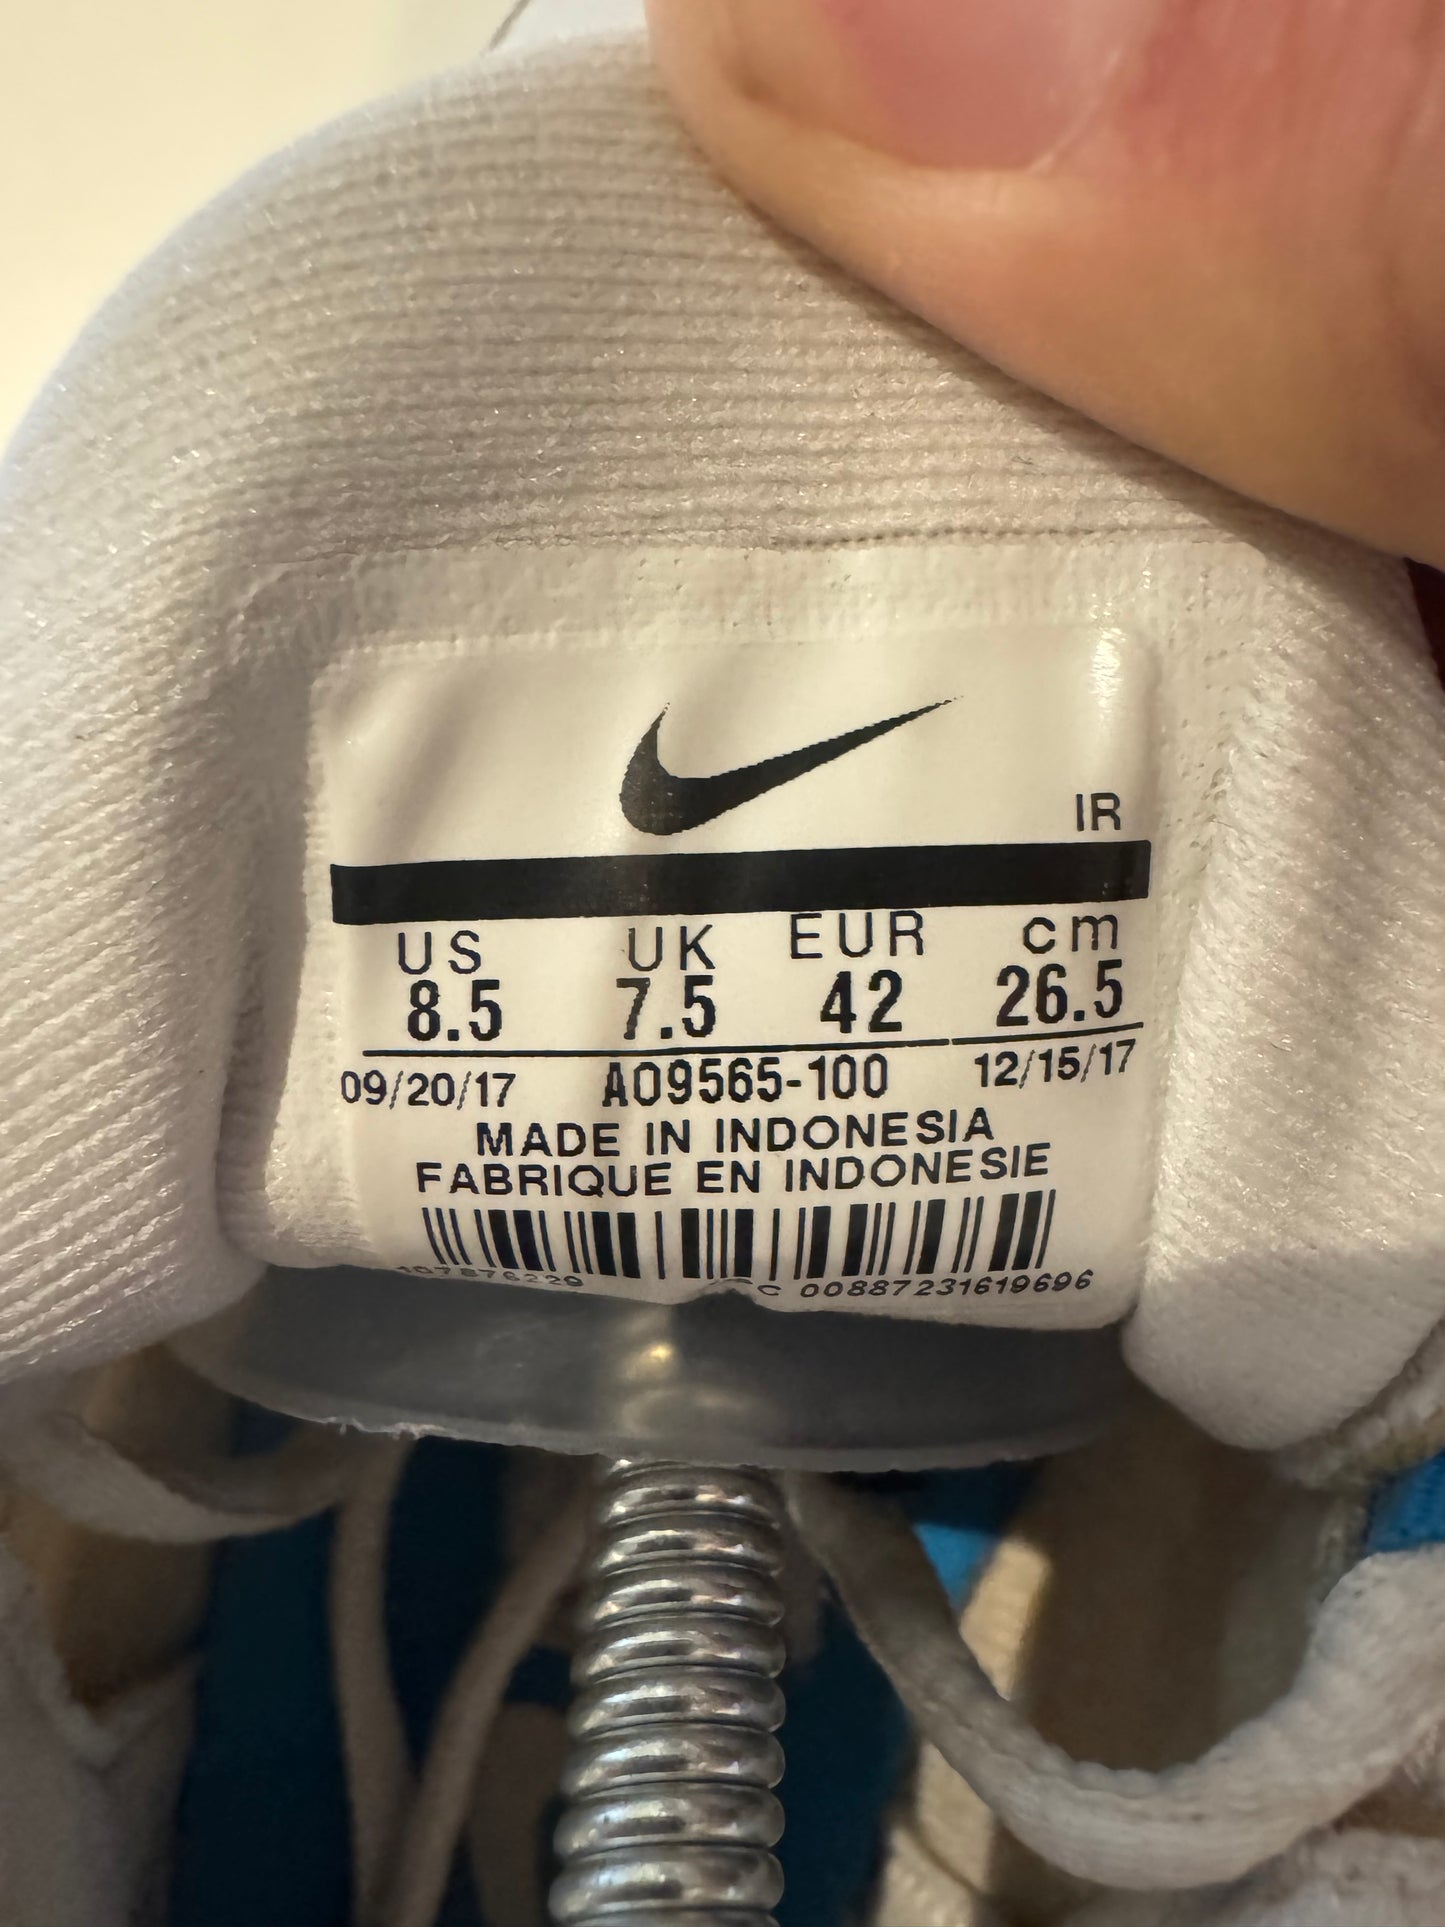 IR
US UK EUR cm
8.5 7.5 42 26.5
09/20/17 AO9565-100 12/15/17
MADE IN INDONESIA
FABRIQUE EN INDONESIE
00887231619696